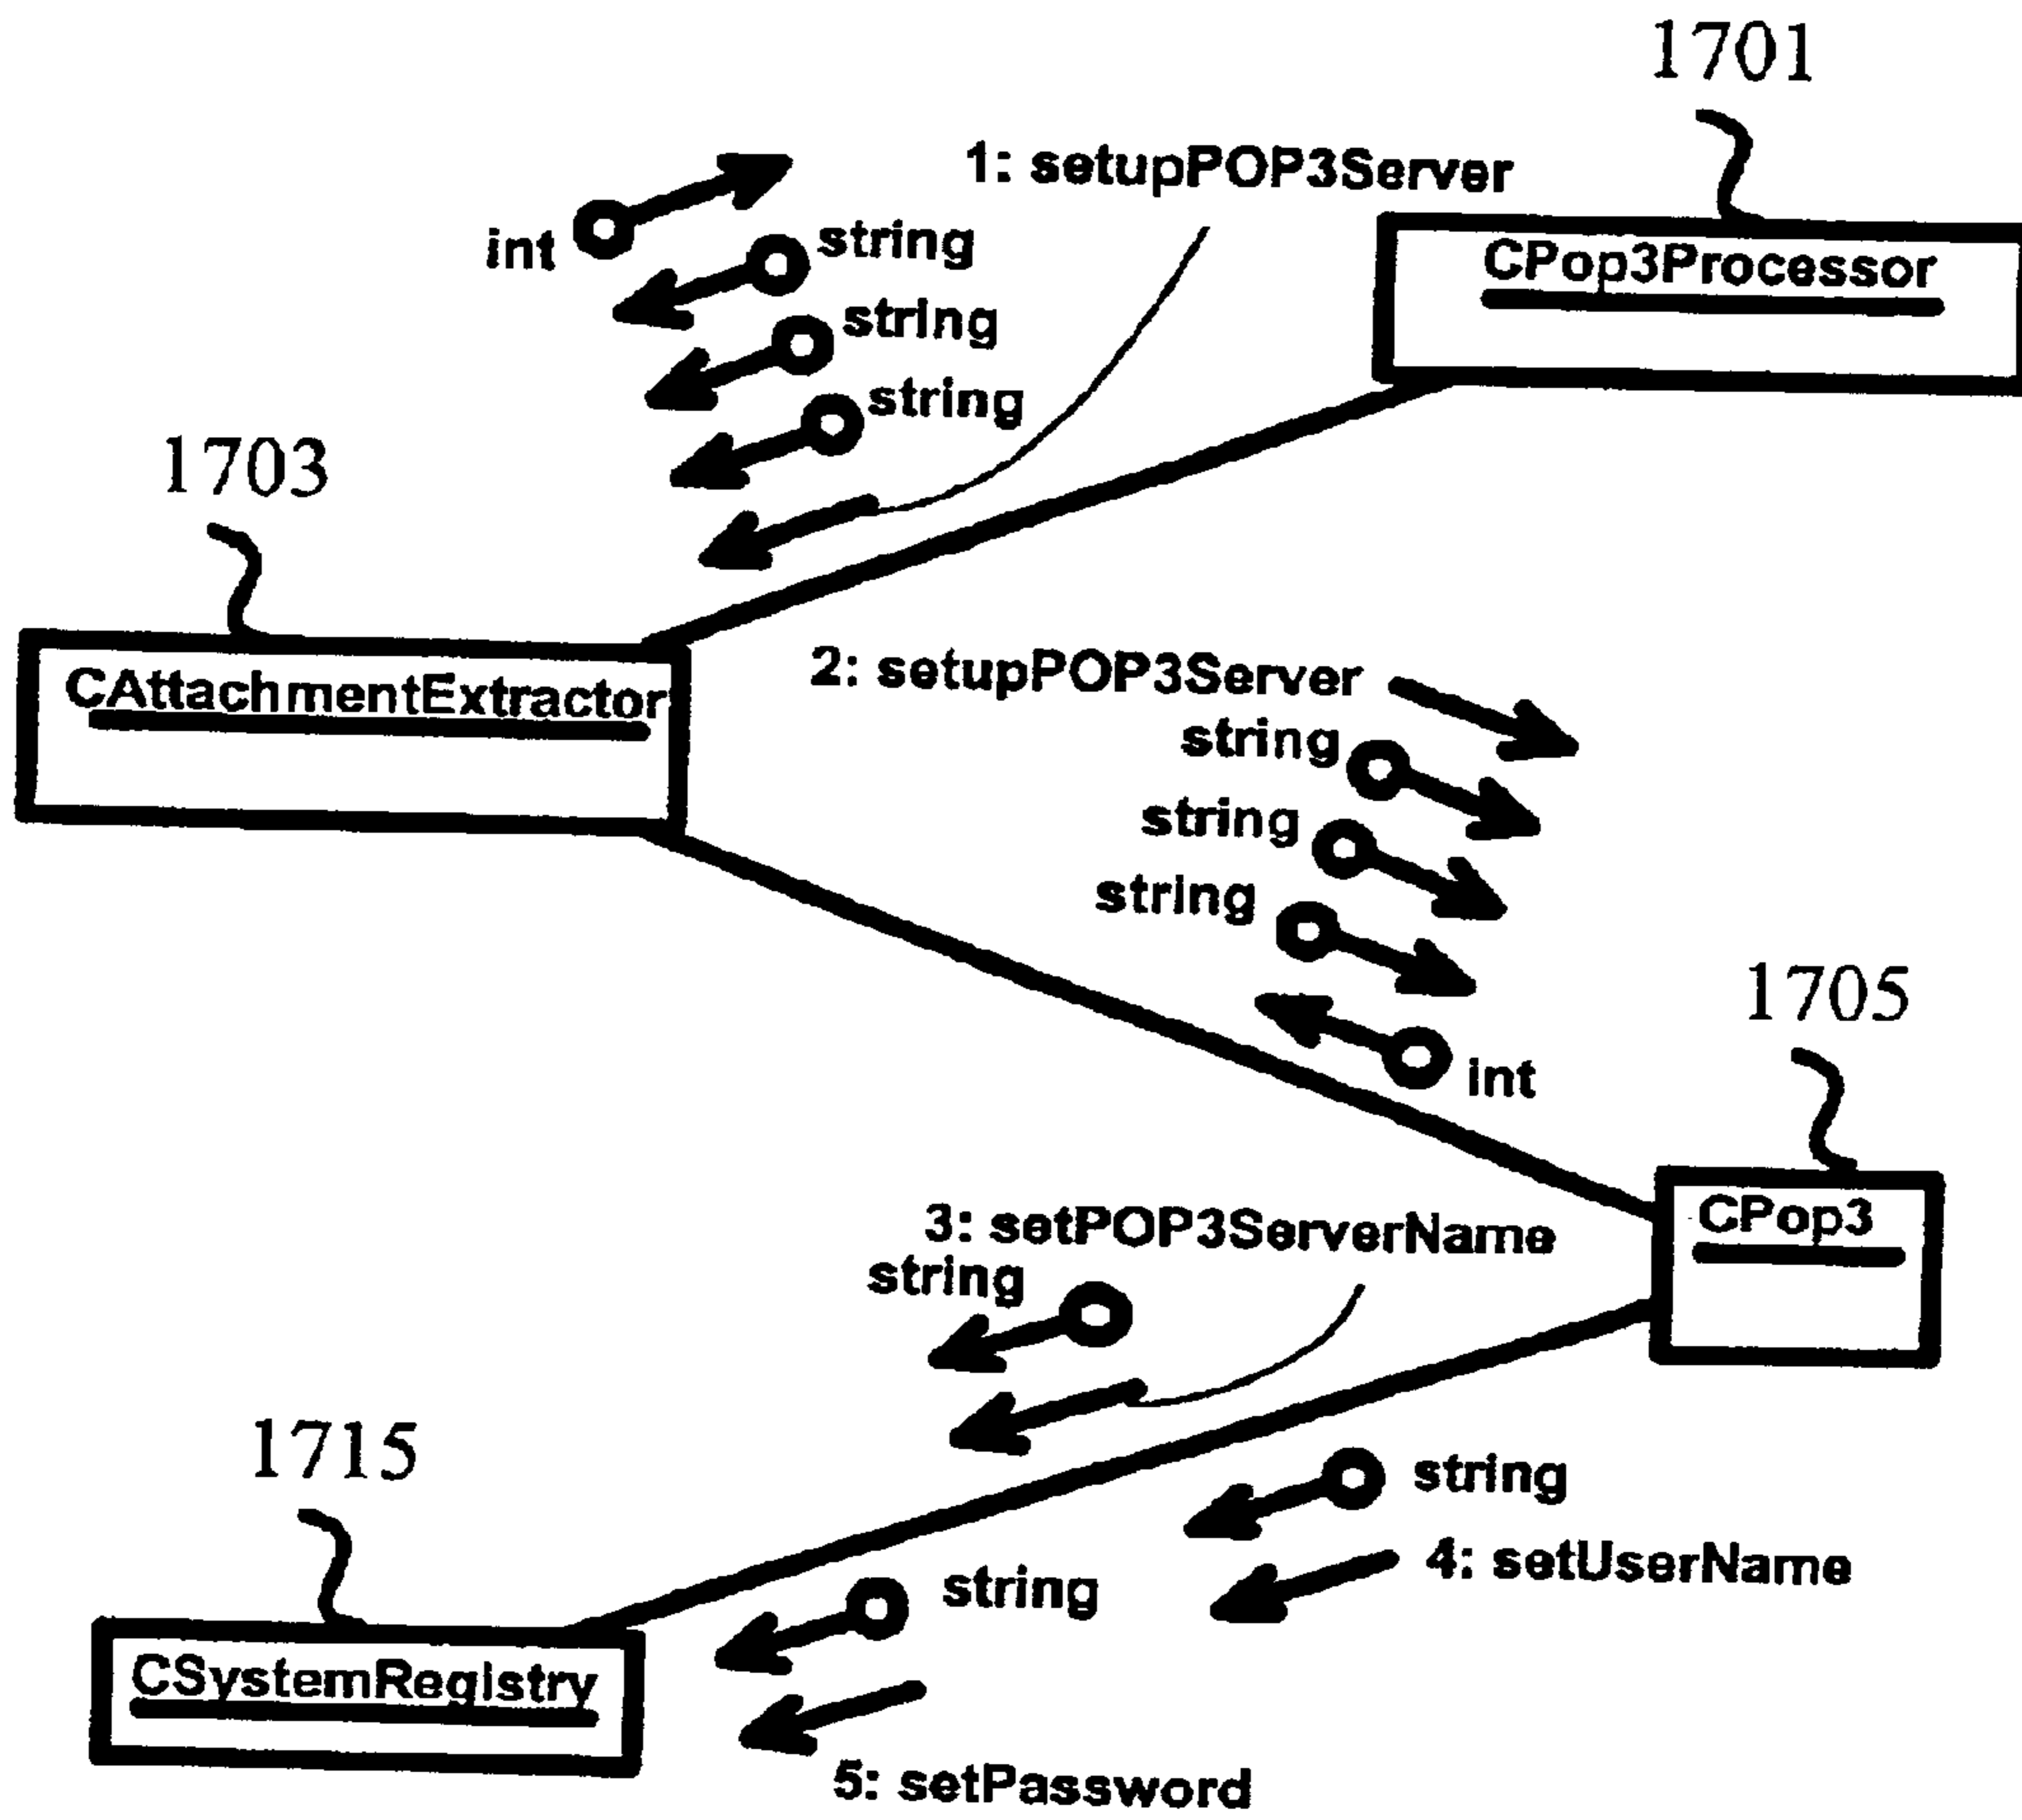 1701
1: setupPOP3Server
int
string
CPop3Processor
string
string
1703
CAttachmentExtractor
2: setupPOP3Server
string
string
string
1705
int
CPop3
3: setPOP3ServerName
string
1715
string
4: setUserName
string
CSystemRegistry
5: setPassword